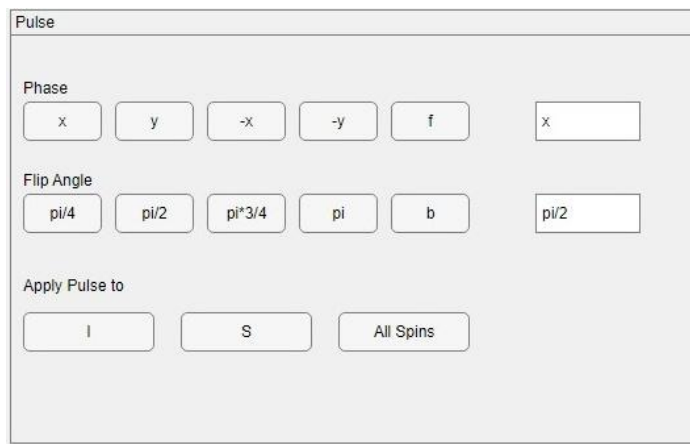 Pulse
Phase
x y -x -y f x
Flip Angle
pi/4 pi/2 pi*3/4 pi b pi/2
Apply Pulse to
I S All Spins